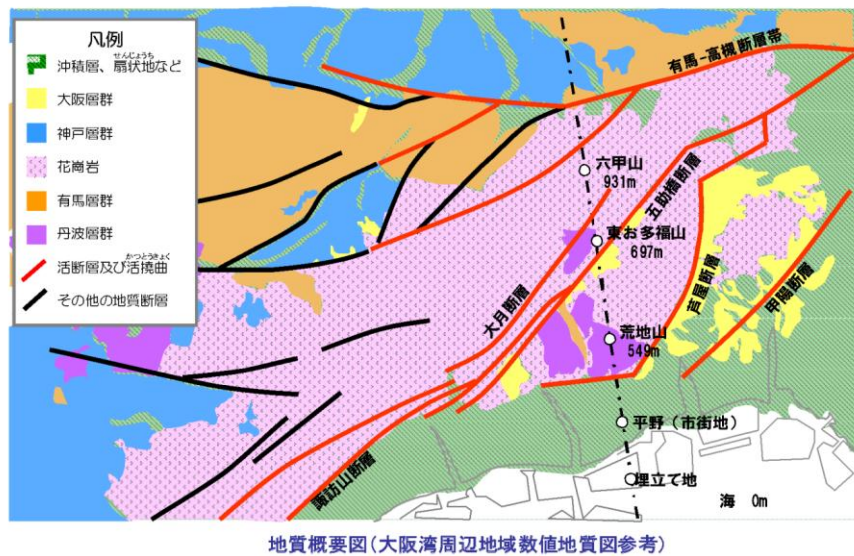 凡例
せんじょうち
沖積層、扇状地など
大阪層群
神戸層群
花崗岩
有馬層群
丹波層群
かつとうきょく
活断層及び活撓曲
その他の地質断層
有馬-高槻断層帯
六甲山
931m
五助橋断層
東お多福山
697m
大月断層
芦屋断層
甲陽断層
荒地山
549m
諏訪山断層
平野（市街地）
埋立て地
海 0m
地質概要図(大阪湾周辺地域数値地質図参考)